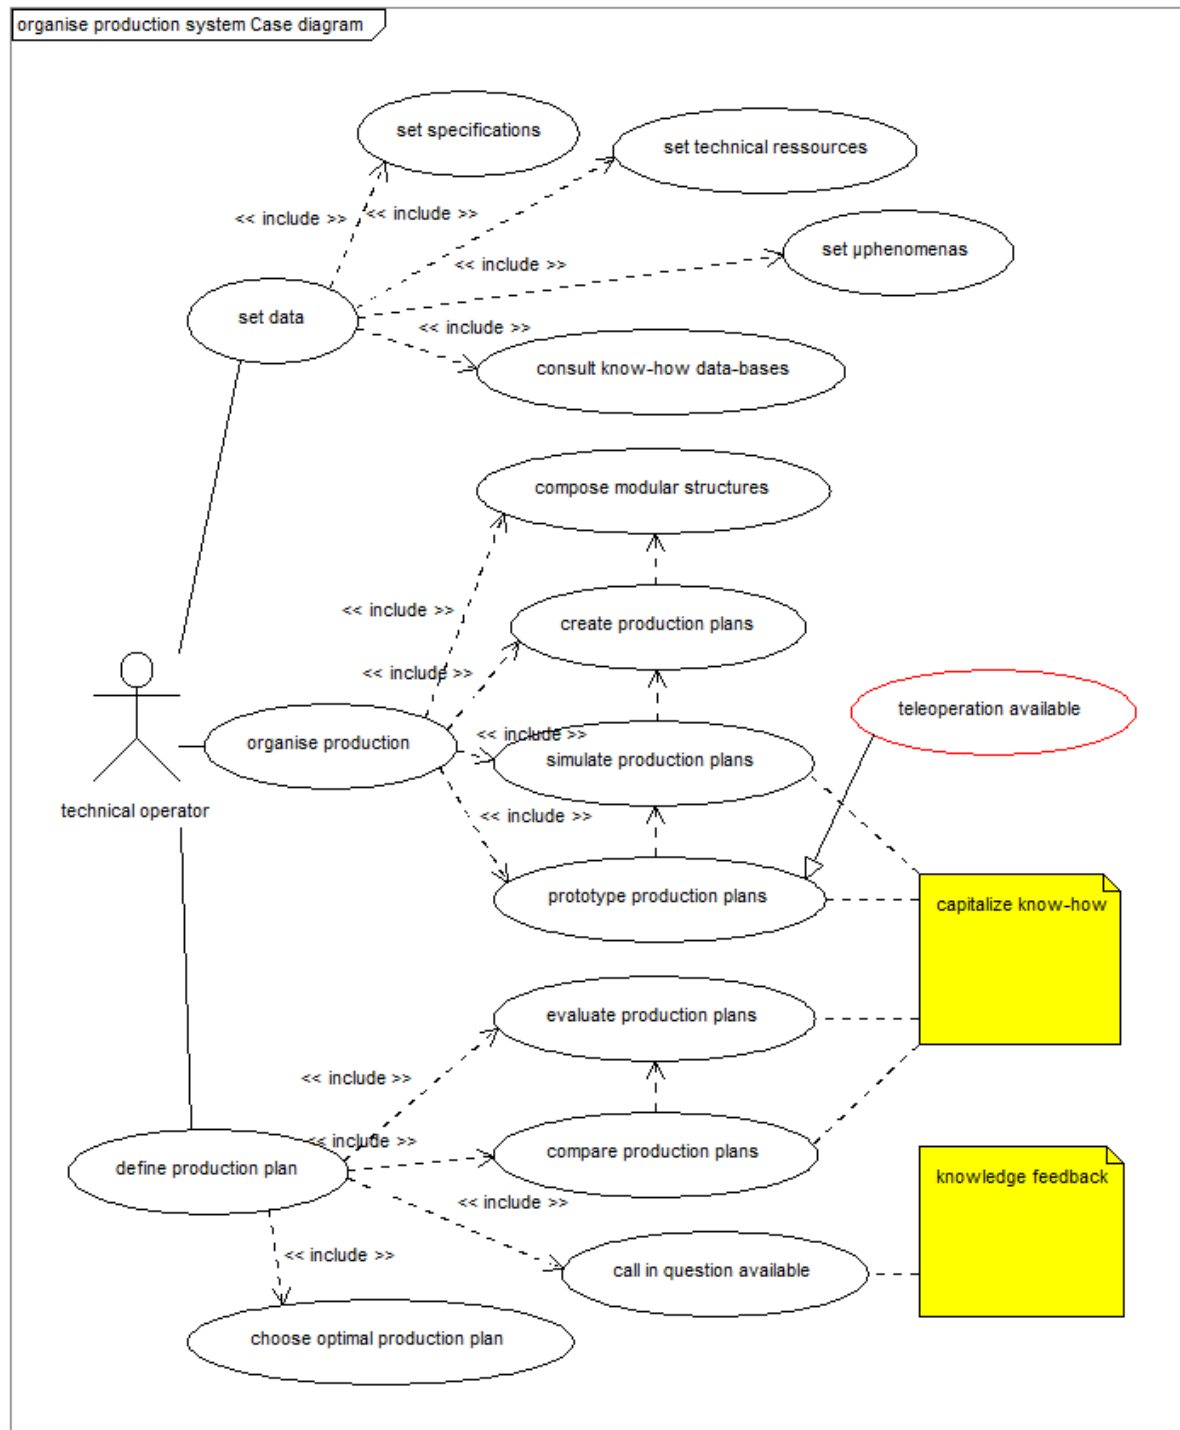 organise production system Case diagram
set specifications
set technical ressources
<< include >>
<< include >>
set µphenomenas
<< include >>
set data
<< include >>
consult know-how data-bases
compose modular structures
<< include >>
create production plans
<< include >>
teleoperation available
organise production
<< include >>
simulate production plans
technical operator
<< include >>
prototype production plans
capitalize know-how
evaluate production plans
<< include >>
<< include >>
compare production plans
define production plan
knowledge feedback
<< include >>
<< include >>
call in question available
choose optimal production plan